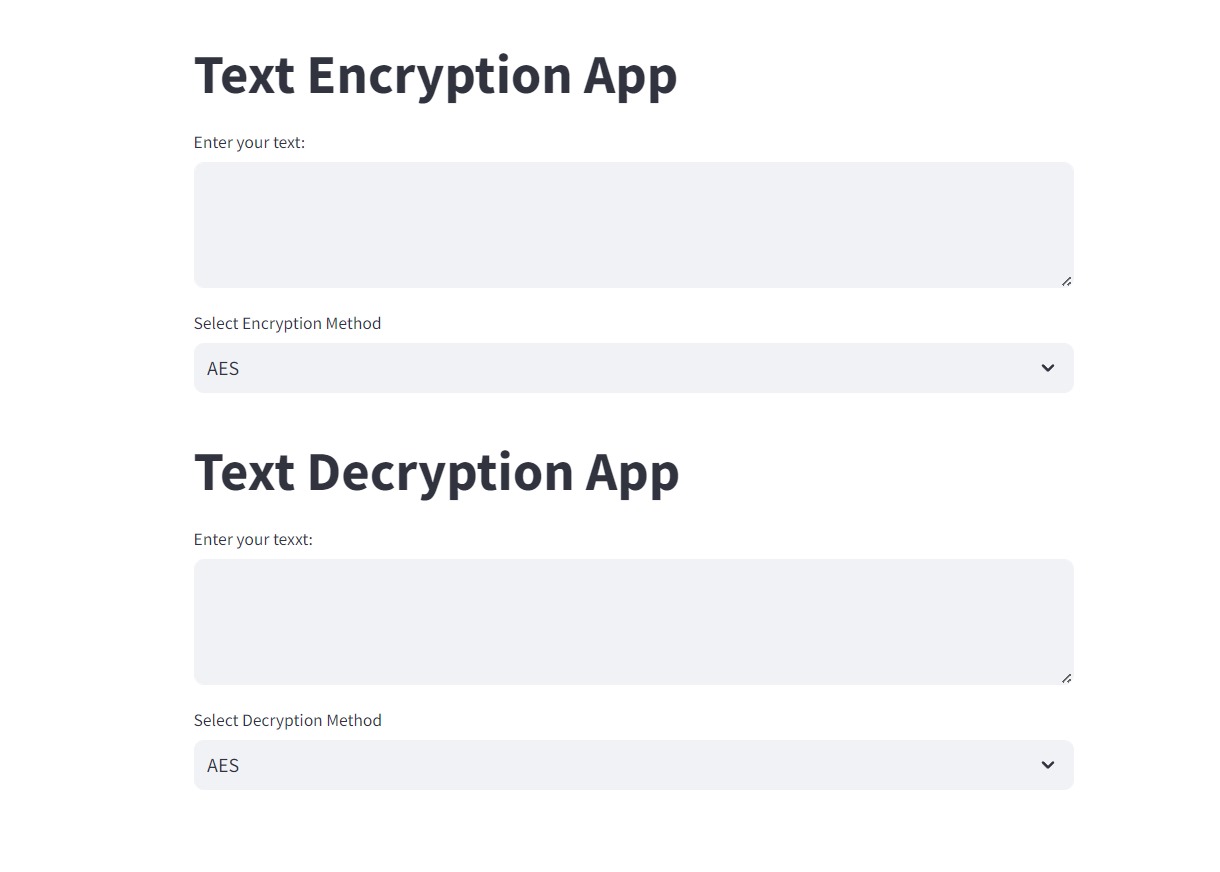 Text Encryption App
Enter your text:
Select Encryption Method
AES
Text Decryption App
Enter your texxt:
Select Decryption Method
AES